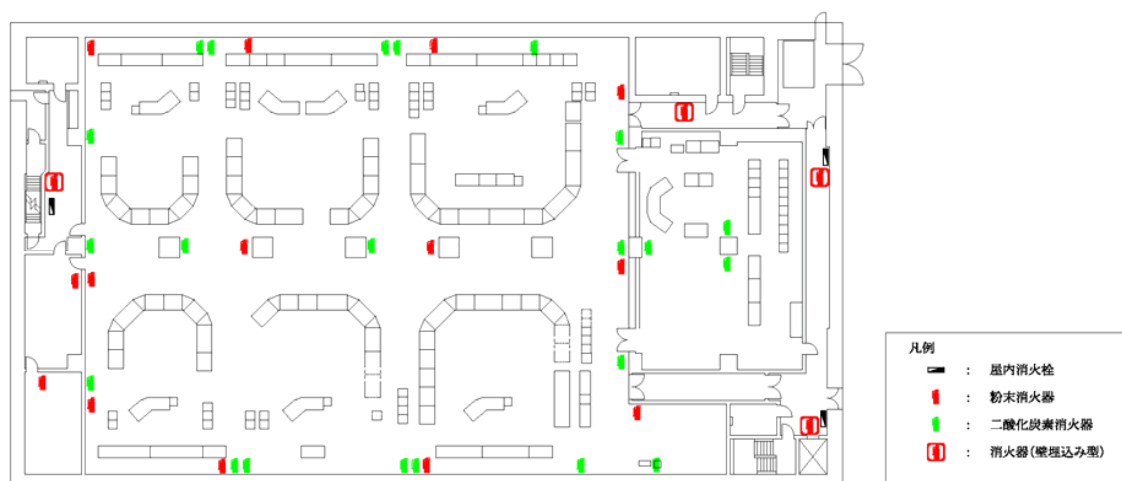 凡例
： 屋内消火栓
： 粉末消火器
： 二酸化炭素消火器
： 消火器(壁埋込み型)